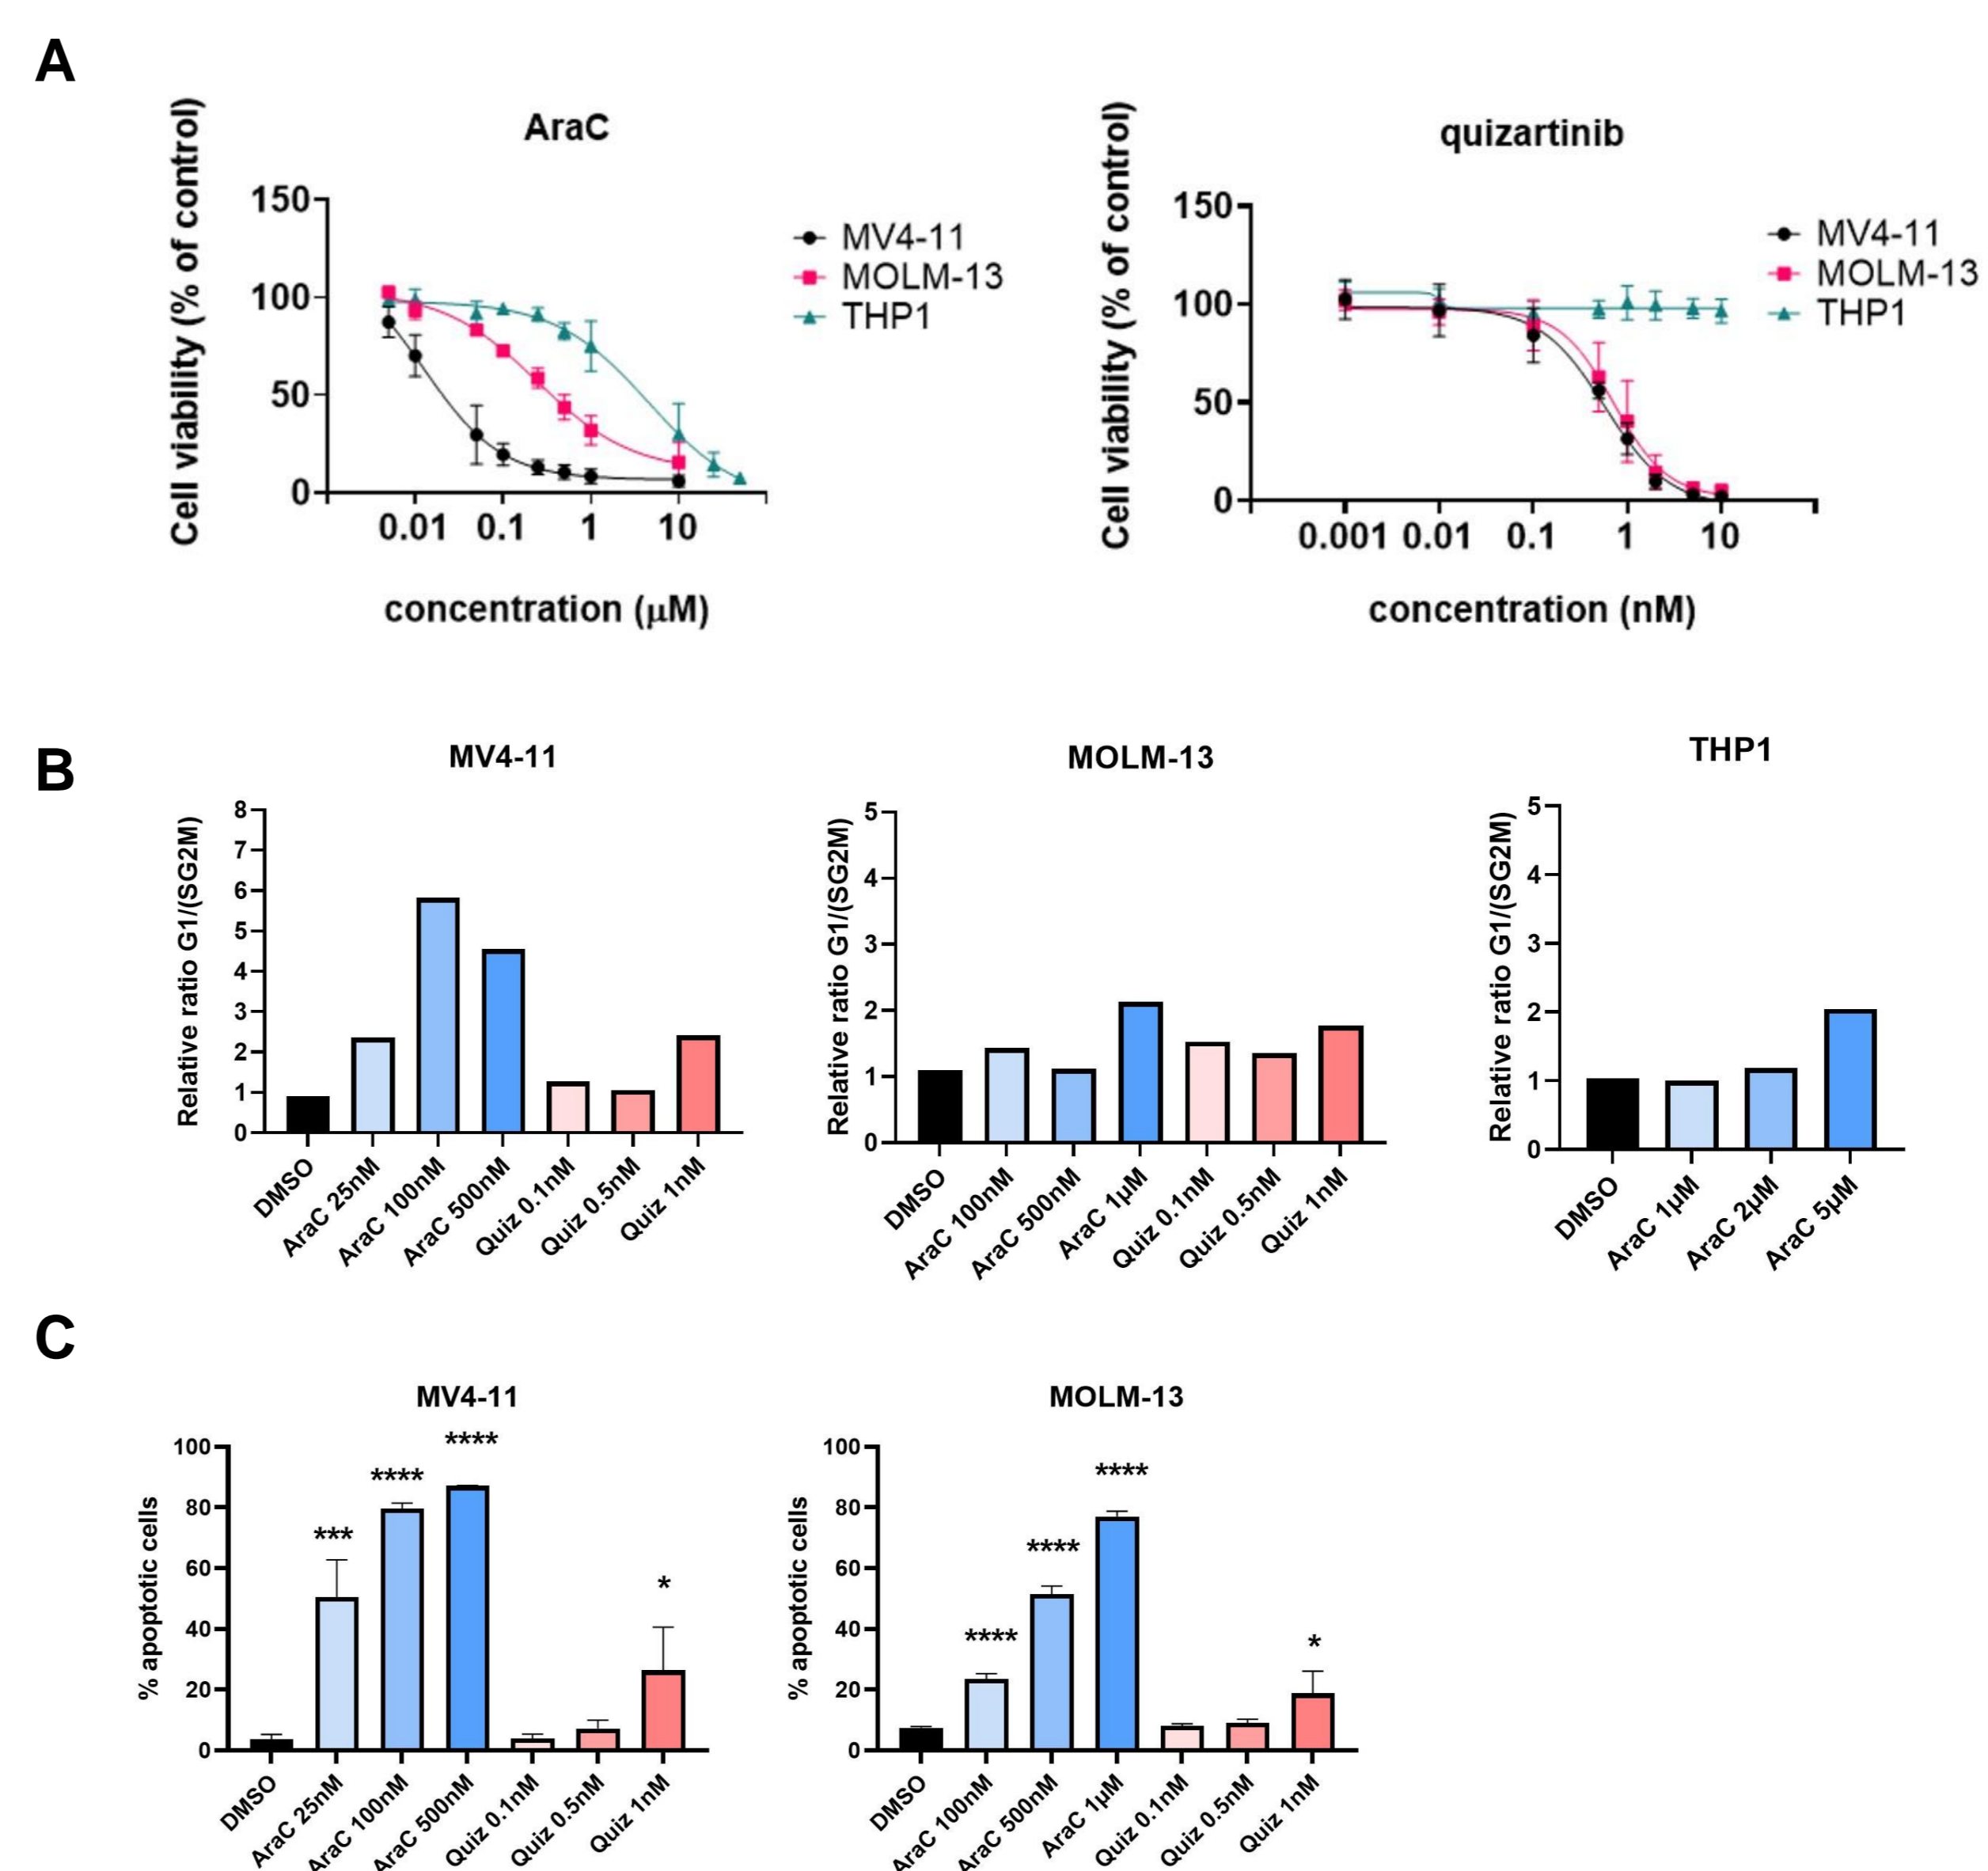 A
AraC
Cell viability (% of control)
150
100
50
0
0.01 0.1 1 10
concentration (μM)
MV4-11
MOLM-13
THP1
quizartinib
Cell viability (% of control)
150
100
50
0
0.001 0.01 0.1 1 10
concentration (nM)
MV4-11
MOLM-13
THP1
B
MV4-11
Relative ratio G1/(SG2M)
8
7
6
5
4
3
2
1
0
DMSO
AraC 25nM
AraC 100nM
AraC 500nM
Quiz 0.1nM
Quiz 0.5nM
Quiz 1nM
MOLM-13
Relative ratio G1/(SG2M)
5
4
3
2
1
0
DMSO
AraC 100nM
AraC 500nM
AraC 1μM
Quiz 0.1nM
Quiz 0.5nM
Quiz 1nM
THP1
Relative ratio G1/(SG2M)
5
4
3
2
1
0
DMSO
AraC 1μM
AraC 2μM
AraC 5μM
C
MV4-11
% apoptotic cells
100
80
60
40
20
0
***
****
****
*
DMSO
AraC 25nM
AraC 100nM
AraC 500nM
Quiz 0.1nM
Quiz 0.5nM
Quiz 1nM
MOLM-13
% apoptotic cells
100
80
60
40
20
0
****
****
****
*
DMSO
AraC 100nM
AraC 500nM
AraC 1μM
Quiz 0.1nM
Quiz 0.5nM
Quiz 1nM